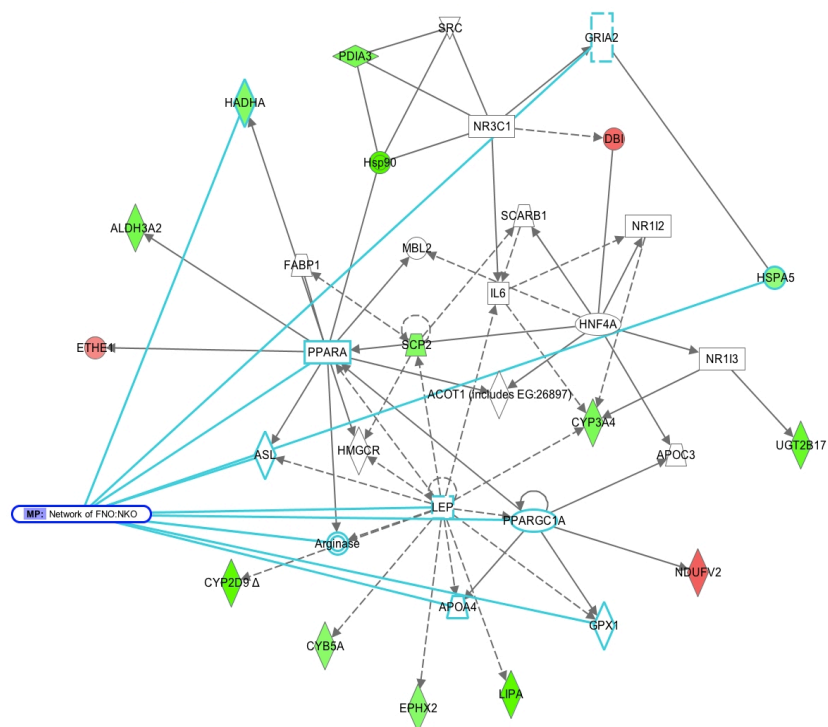 SRC
GRIA2
PDIA3
HADHA
NR3C1
DBI
Hsp90
SCARB1
NR1I2
ALDH3A2
MBL2
FABP1
HSPA5
IL6
HNF4A
ETHE1
PPARA
SCP2
NR1I3
ACOT1 (includes EG:26897)
CYP3A4
UGT2B17
ASL
HMGCR
APOC3
LEP
MP: Network of FNO:NKO
PPARGC1A
Arginase
NDUFV2
CYP2D9 Δ
APOA4
GPX1
CYB5A
LIPA
EPHX2